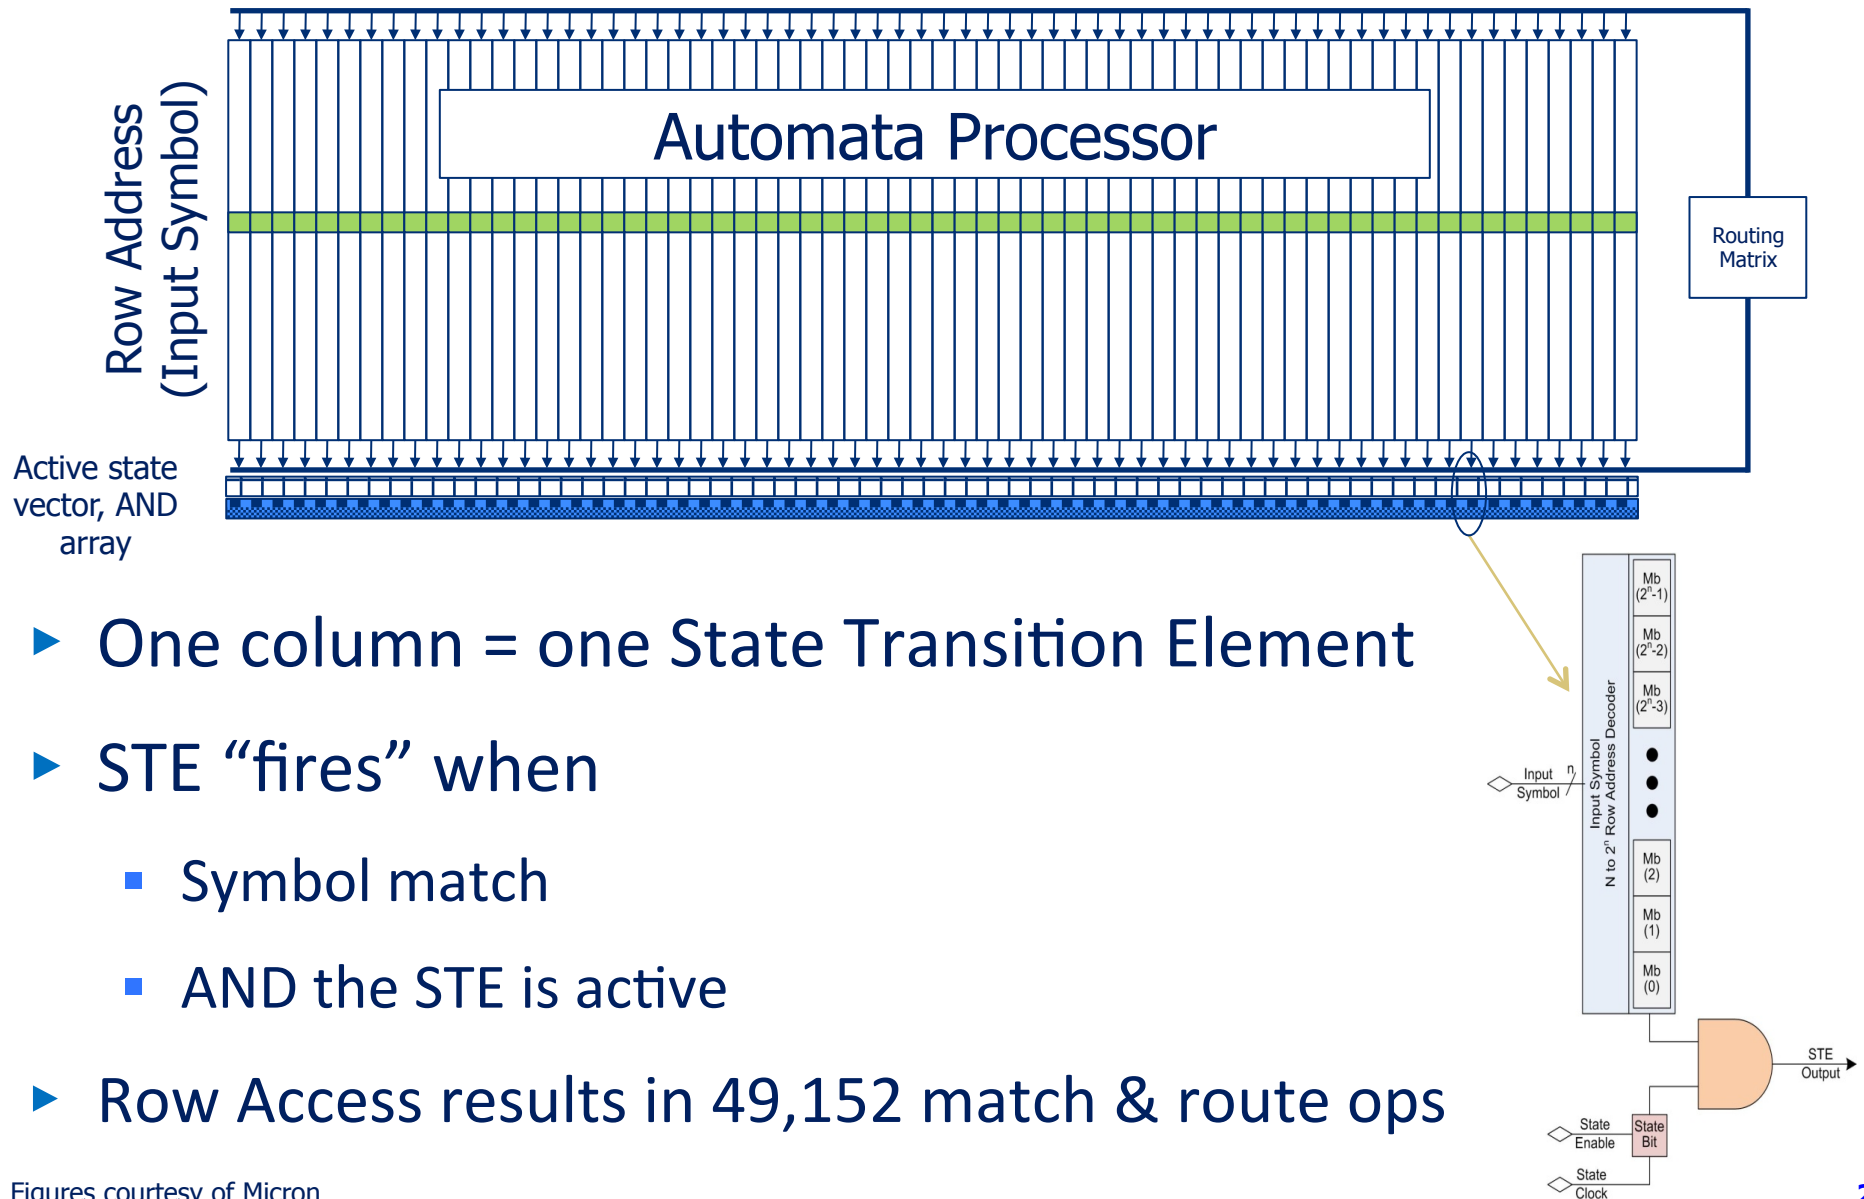 Automata Processor
Row Address
(Input Symbol)
Routing
Matrix
Active state
vector, AND
array
► One column = one State Transition Element
► STE “fires” when
▪ Symbol match
▪ AND the STE is active
► Row Access results in 49,152 match & route ops
Mb
(2ⁿ-1)
Mb
(2ⁿ-2)
Mb
(2ⁿ-3)
Input Symbol
N to 2ⁿ Row Address Decoder
Input
Symbol
n
Mb
(2)
Mb
(1)
Mb
(0)
STE
Output
State
Enable
State
Bit
State
Clock
Figures courtesy of Micron